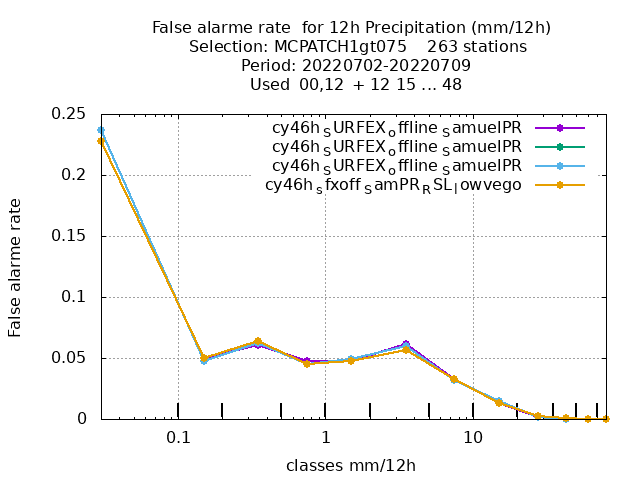 False alarme rate  for 12h Precipitation (mm/12h)
Selection: MCPATCH1gt075    263 stations
Period: 20220702-20220709
Used  00,12  + 12 15 ... 48
cy46h_SURFEX_offline_SamuelPR
cy46h_SURFEX_offline_SamuelPR
cy46h_SURFEX_offline_SamuelPR
cy46h_sfxoff_SamPR_RSL_lowvego
0.25
0.2
0.15
0.1
0.05
0
False alarme rate
0.1 1 10
classes mm/12h